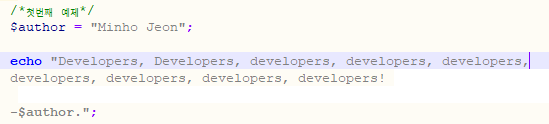 /*첫번째 예제*/
$author = "Minho Jeon";
echo "Developers, Developers, developers, developers, developers,
developers, developers, developers, developers!
-$author.";